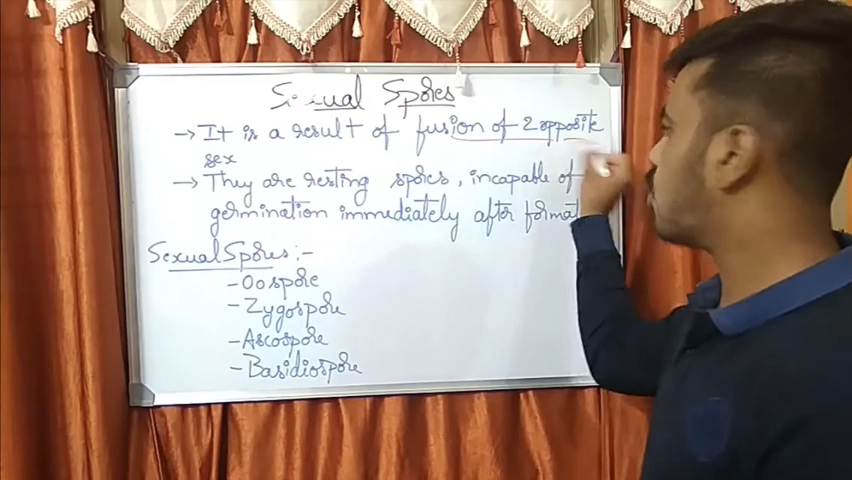 Sexual Spores
→ It is a result of fusion of 2 opposite
sex
→ They are resting spores, incapable of
germination immediately after format
Sexual Spores :-
- Oospore
- Zygospore
- Ascospore
- Basidiospore